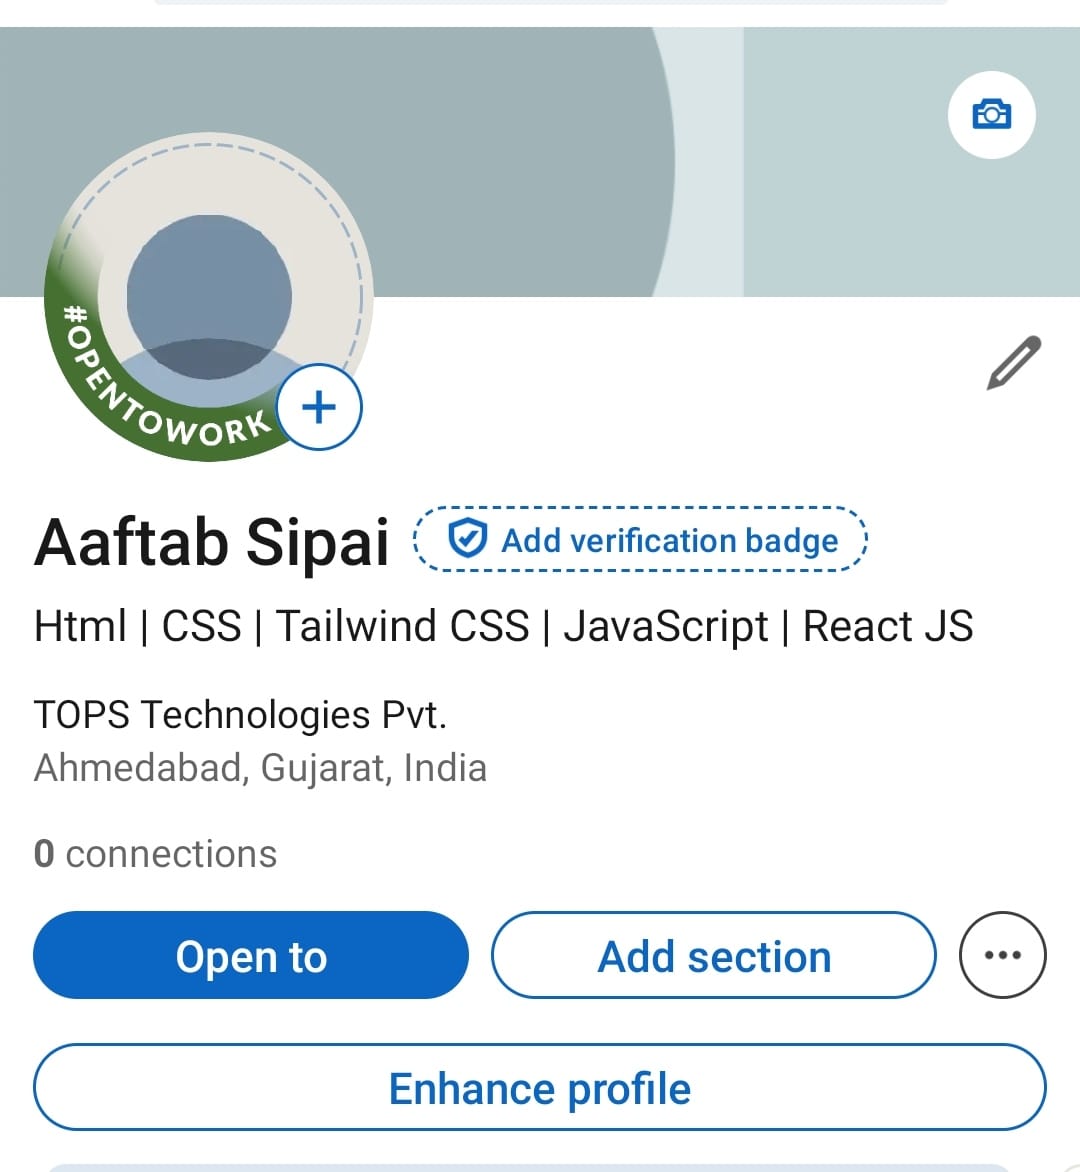 #OPENTOWORK
Aaftab Sipai
Add verification badge
Html | CSS | Tailwind CSS | JavaScript | React JS
TOPS Technologies Pvt.
Ahmedabad, Gujarat, India
0 connections
Open to
Add section
Enhance profile